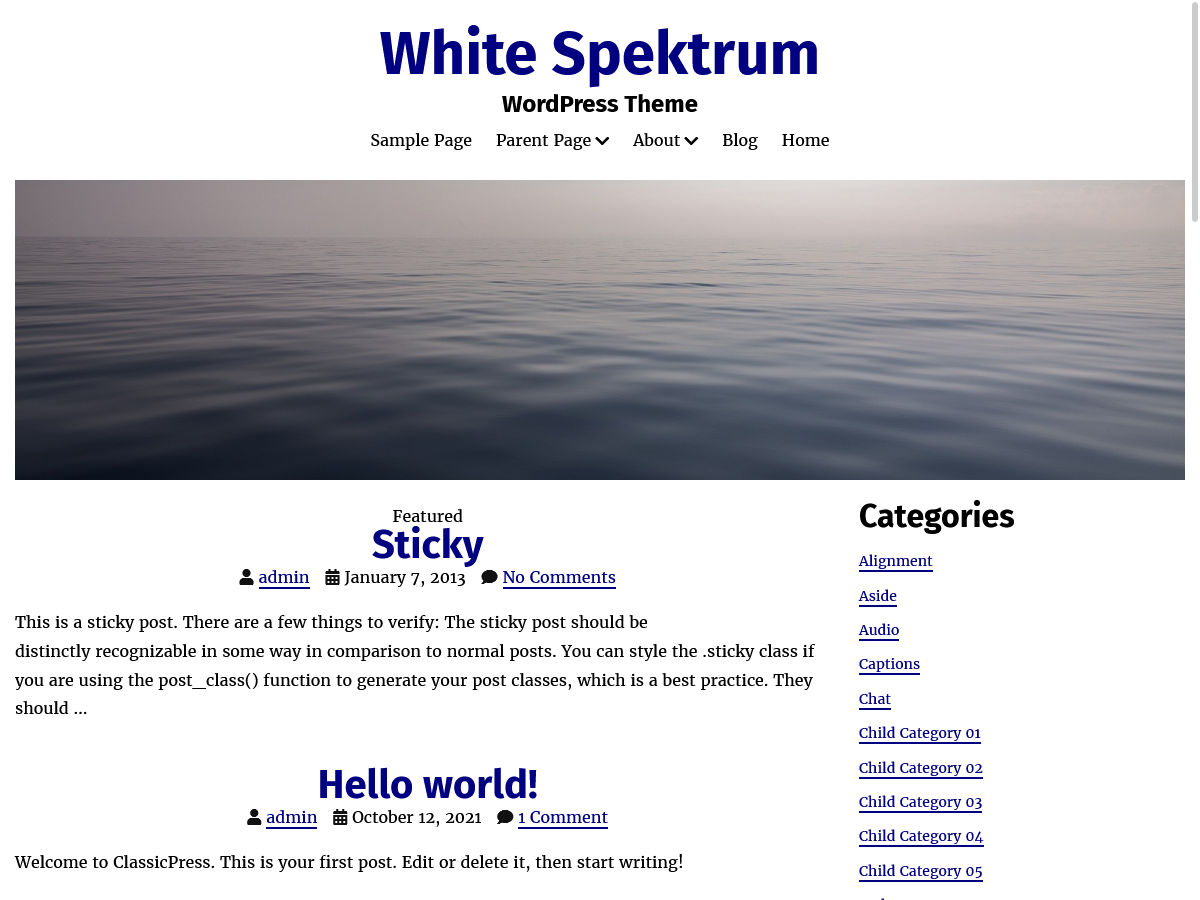 White Spektrum
WordPress Theme
Sample Page Parent Page About Blog Home
Featured
Sticky
admin January 7, 2013 No Comments
This is a sticky post. There are a few things to verify: The sticky post should be
distinctly recognizable in some way in comparison to normal posts. You can style the .sticky class if
you are using the post_class() function to generate your post classes, which is a best practice. They
should ...
Hello world!
admin October 12, 2021 1 Comment
Welcome to ClassicPress. This is your first post. Edit or delete it, then start writing!
Categories
Alignment
Aside
Audio
Captions
Chat
Child Category 01
Child Category 02
Child Category 03
Child Category 04
Child Category 05